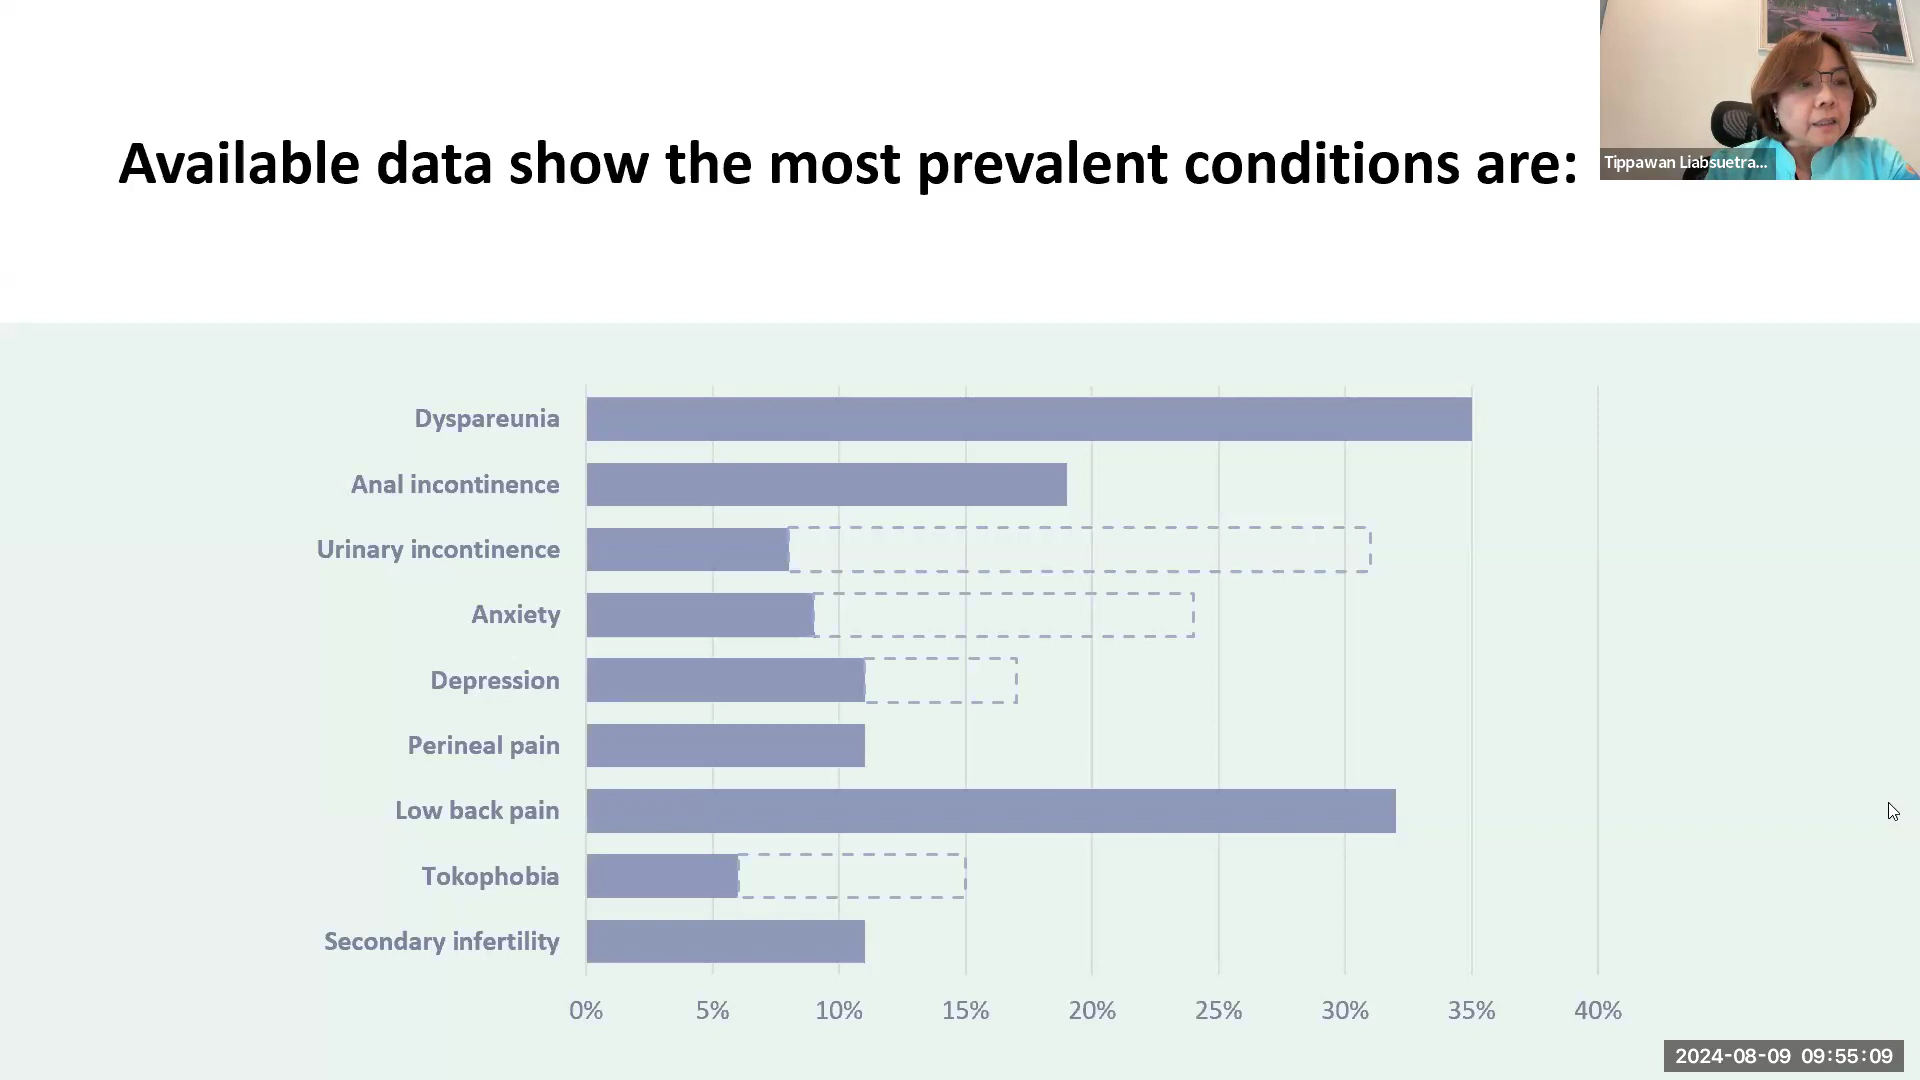 Available data show the most prevalent conditions are:
Tippawan Liabsuetra...
Dyspareunia
Anal incontinence
Urinary incontinence
Anxiety
Depression
Perineal pain
Low back pain
Tokophobia
Secondary infertility
0% 5% 10% 15% 20% 25% 30% 35% 40%
2024-08-09 09:55:09